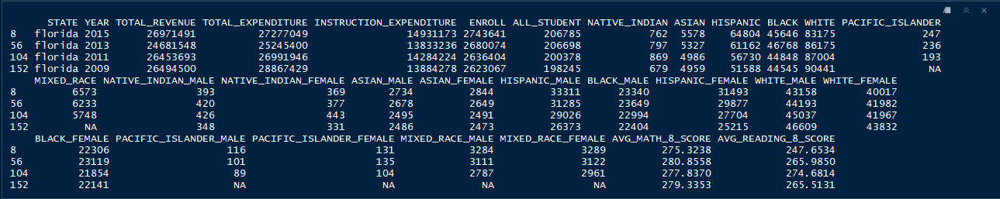 STATE YEAR TOTAL_REVENUE TOTAL_EXPENDITURE INSTRUCTION_EXPENDITURE ENROLL ALL_STUDENT NATIVE_INDIAN ASIAN HISPANIC BLACK WHITE PACIFIC_ISLANDER
8 florida 2015 26971491 27277049 14931173 2743641 206785 762 5578 64804 45646 83175 247
56 florida 2013 24681548 25245400 13833236 2680074 206698 797 5327 61162 46768 86175 236
104 florida 2011 26453693 26991946 14284224 2636404 200378 869 4986 56730 44848 87004 193
152 florida 2009 26494500 28867429 13884278 2623067 198245 679 4959 51588 44545 90441 NA
MIXED_RACE NATIVE_INDIAN_MALE NATIVE_INDIAN_FEMALE ASIAN_MALE ASIAN_FEMALE HISPANIC_MALE BLACK_MALE HISPANIC_FEMALE WHITE_MALE WHITE_FEMALE
8 6573 393 369 2734 2844 33311 23340 31493 43158 40017
56 6233 420 377 2678 2649 31285 23649 29877 44193 41982
104 5748 426 443 2495 2491 29026 22994 27704 45037 41967
152 NA 348 331 2486 2473 26373 22404 25215 46609 43832
BLACK_FEMALE PACIFIC_ISLANDER_MALE PACIFIC_ISLANDER_FEMALE MIXED_RACE_MALE MIXED_RACE_FEMALE AVG_MATH_8_SCORE AVG_READING_8_SCORE
8 22306 116 131 3284 3289 275.3238 247.6534
56 23119 101 135 3111 3122 280.8558 265.9850
104 21854 89 104 2787 2961 277.8370 274.6814
152 22141 NA NA NA NA 279.3353 265.5131